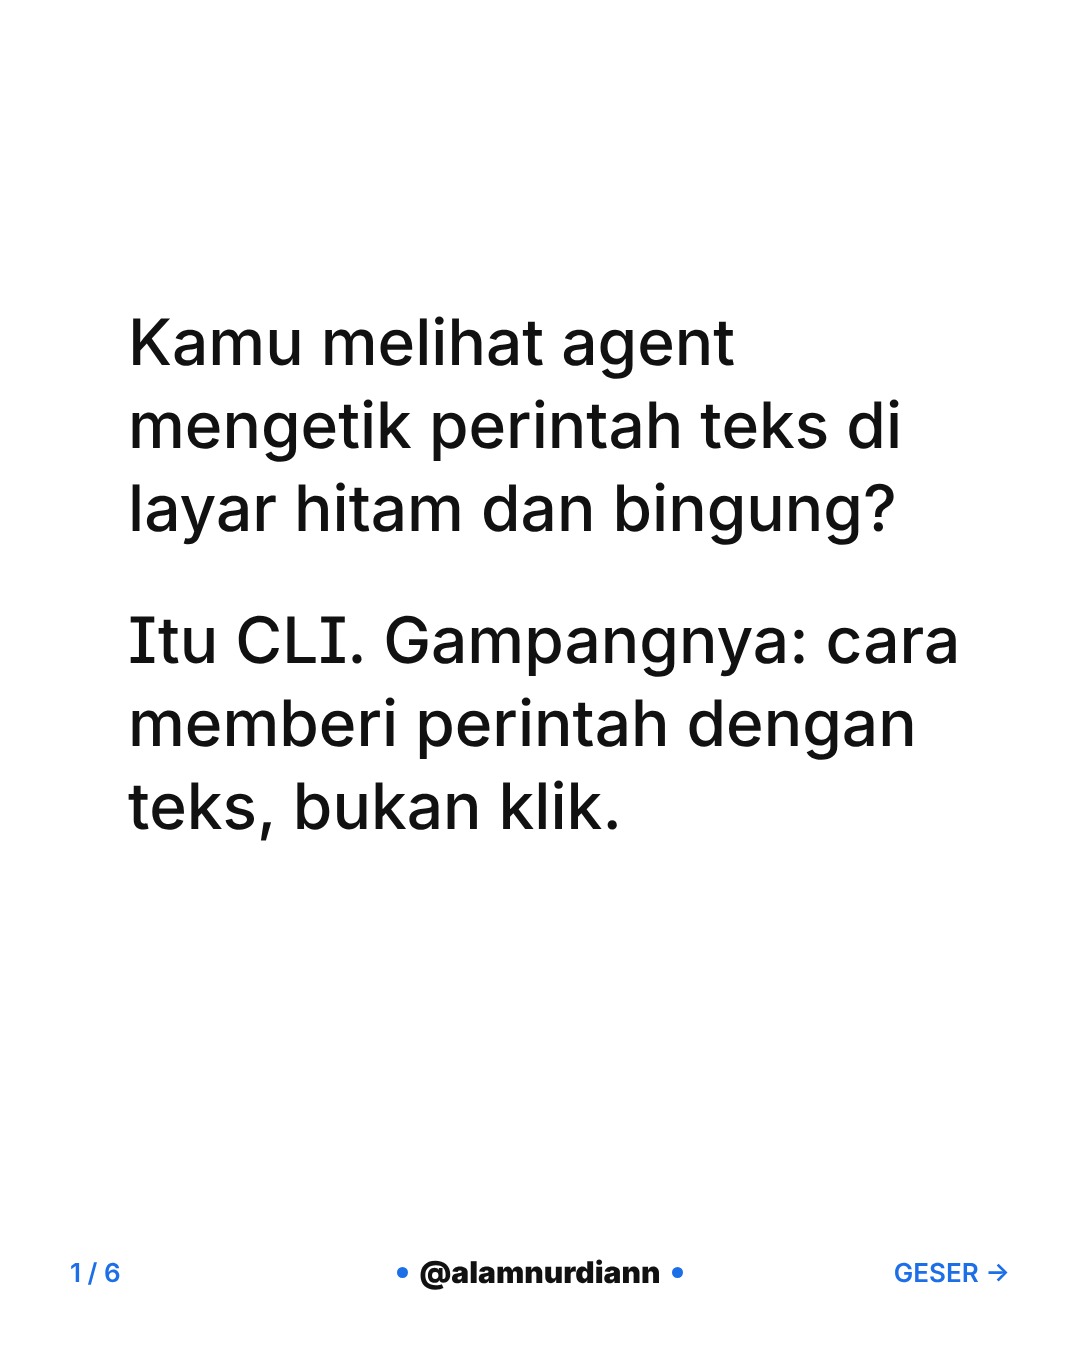 Kamu melihat agent
mengetik perintah teks di
layar hitam dan bingung?
Itu CLI. Gampangnya: cara
memberi perintah dengan
teks, bukan klik.
1 / 6
• @alamnurdiann •
GESER →